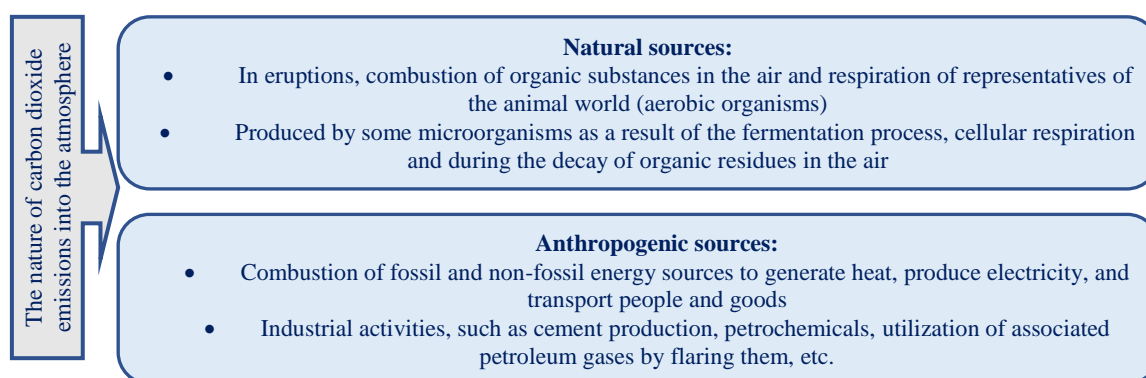 The nature of carbon dioxide
emissions into the atmosphere
Natural sources:
• In eruptions, combustion of organic substances in the air and respiration of representatives of
the animal world (aerobic organisms)
• Produced by some microorganisms as a result of the fermentation process, cellular respiration
and during the decay of organic residues in the air
Anthropogenic sources:
• Combustion of fossil and non-fossil energy sources to generate heat, produce electricity, and
transport people and goods
• Industrial activities, such as cement production, petrochemicals, utilization of associated
petroleum gases by flaring them, etc.